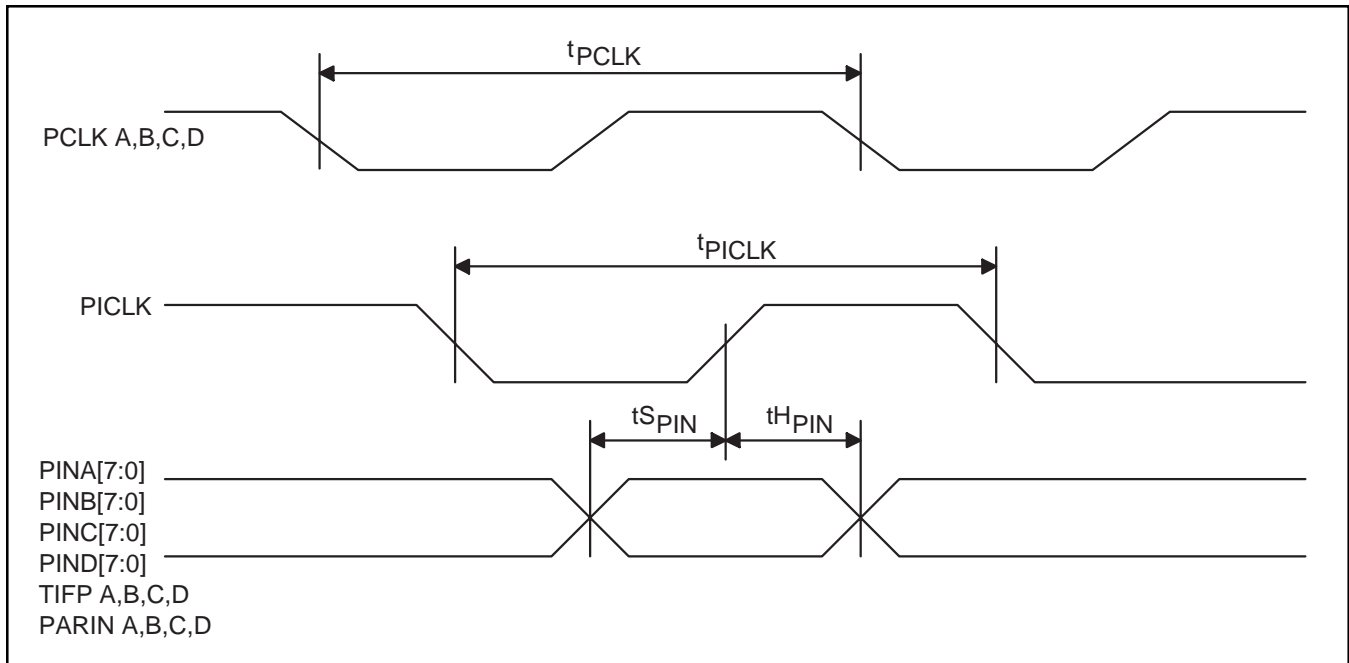 tPCLK
PCLK A,B,C,D
tPICLK
PICLK
tSPIN tHPIN
PINA[7:0]
PINB[7:0]
PINC[7:0]
PIND[7:0]
TIFP A,B,C,D
PARIN A,B,C,D